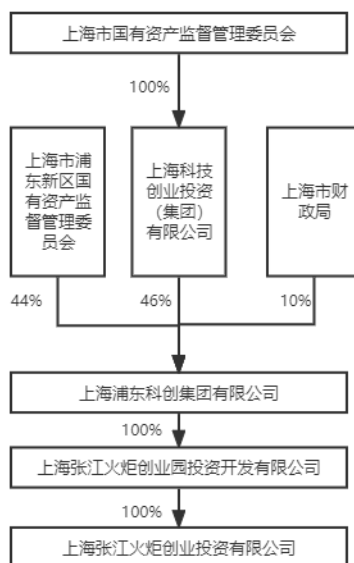 上海市国有资产监督管理委员会
100%
上海市浦
东新区国
有资产监
督管理委
员会
上海科技
创业投资
（集团）
有限公司
上海市财
政局
44%
46%
10%
上海浦东科创集团有限公司
100%
上海张江火炬创业园投资开发有限公司
100%
上海张江火炬创业投资有限公司